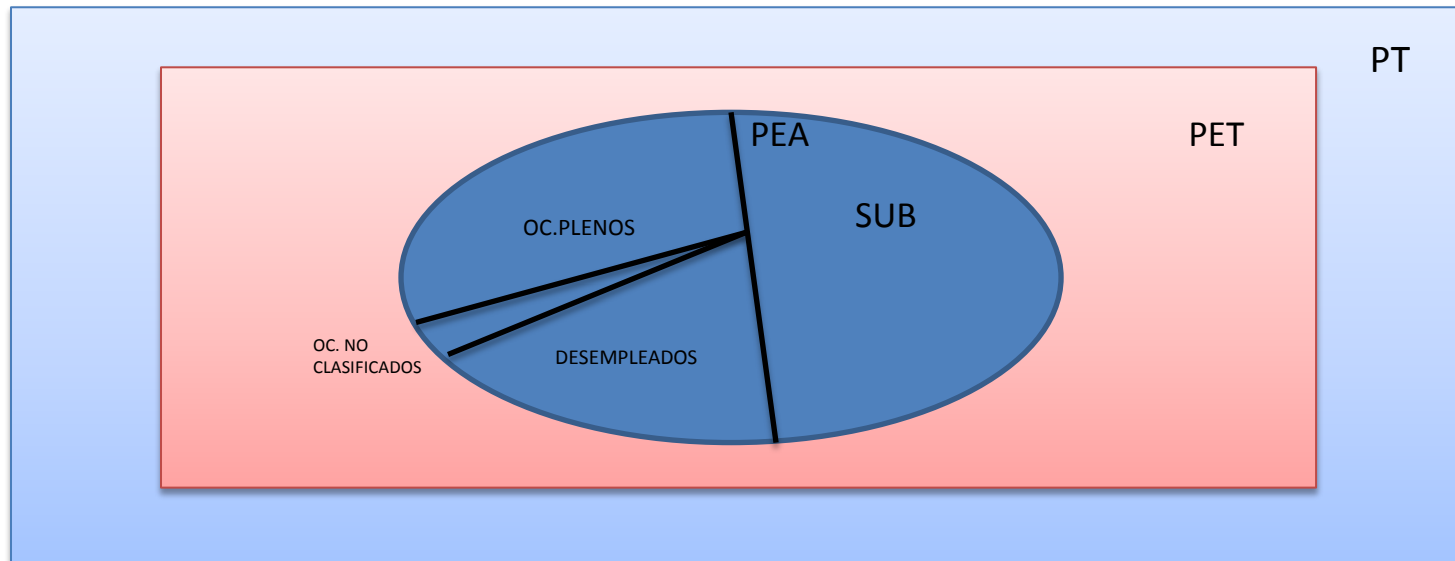 PT
PET
PEA
SUB
OC.PLENOS
OC. NO
CLASIFICADOS
DESEMPLEADOS